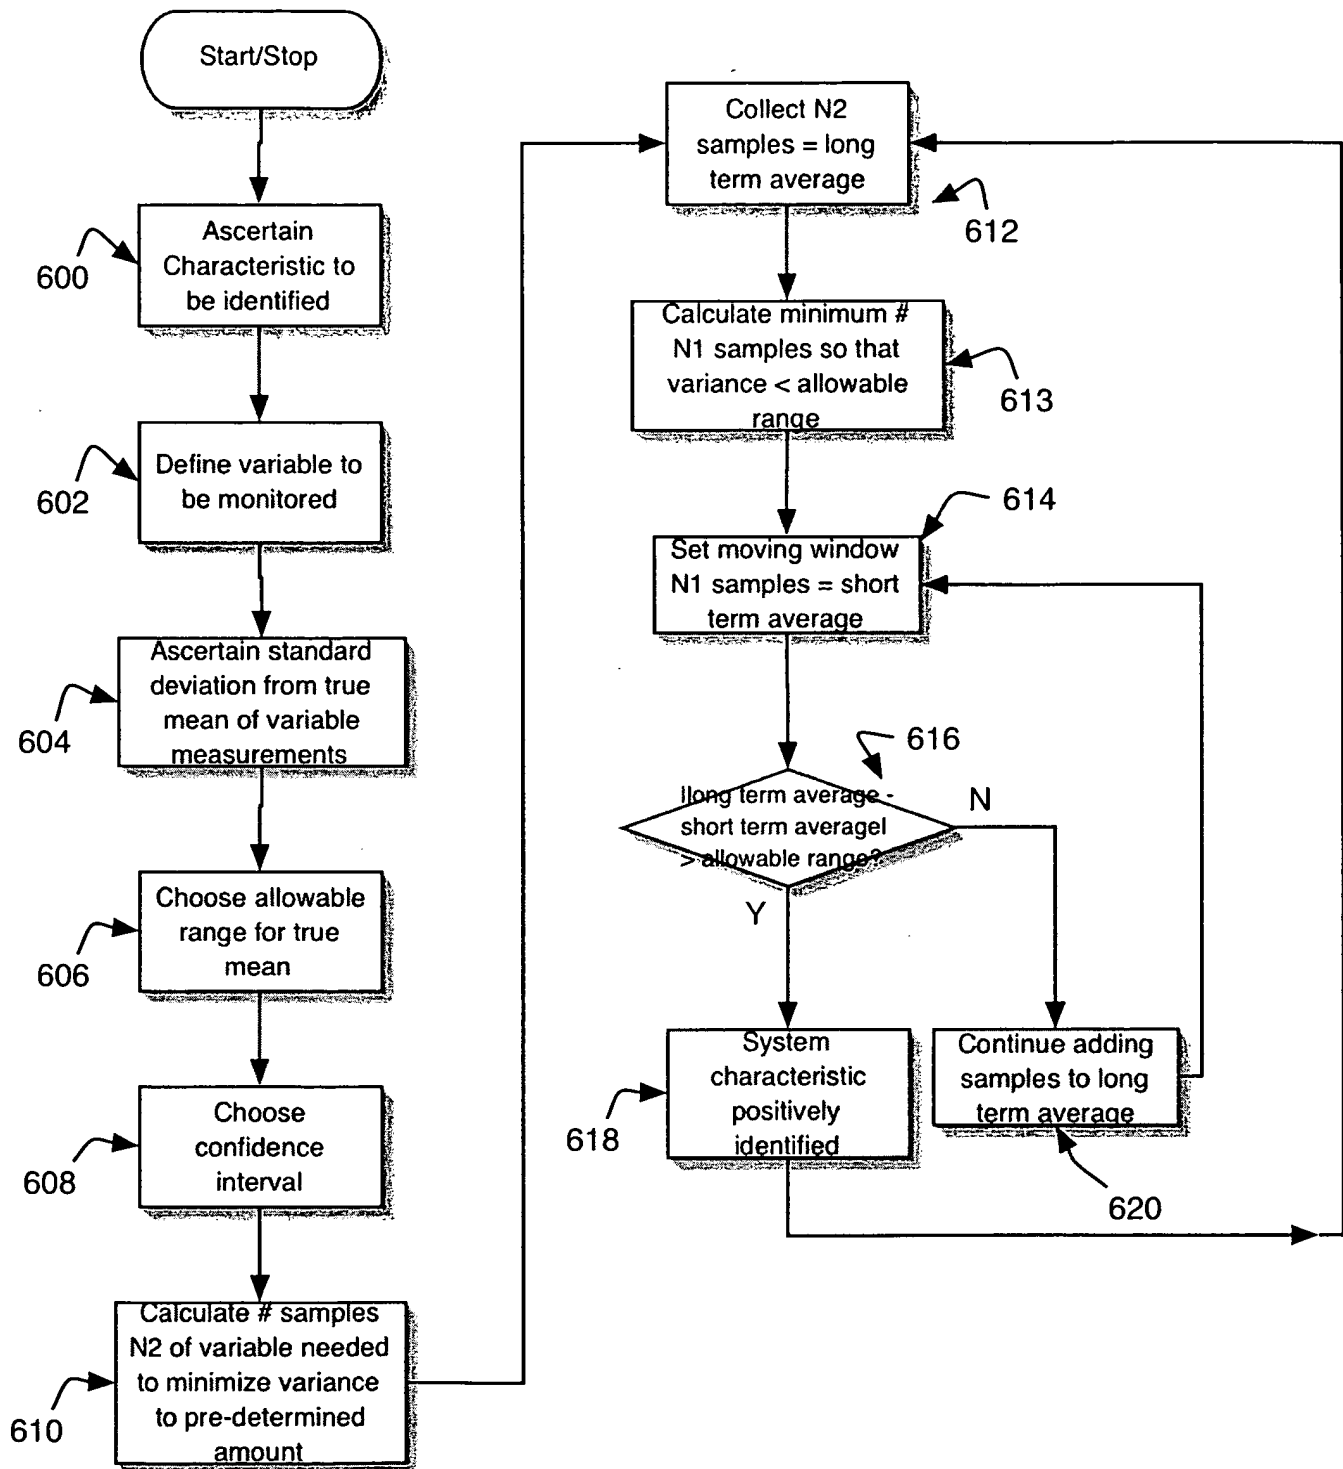 Start/Stop
Ascertain
Characteristic to
be identified
600
Define variable to
be monitored
602
Ascertain standard
deviation from true
mean of variable
measurements
604
Choose allowable
range for true
mean
606
Choose
confidence
interval
608
Calculate # samples
N2 of variable needed
to minimize variance
to pre-determined
amount
610
Collect N2
samples = long
term average
612
Calculate minimum #
N1 samples so that
variance < allowable
range
613
Set moving window
N1 samples = short
term average
614
|long term average -
short term average|
> allowable range?
616
N
Y
System
characteristic
positively
identified
618
Continue adding
samples to long
term average
620